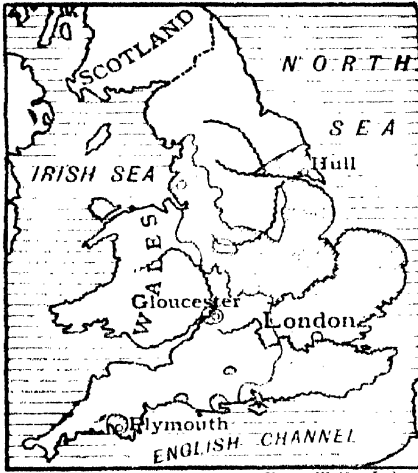 SCOTLAND
NORTH
SEA
Hull
IRISH SEA
WALES
Gloucester
London
Plymouth
ENGLISH CHANNEL